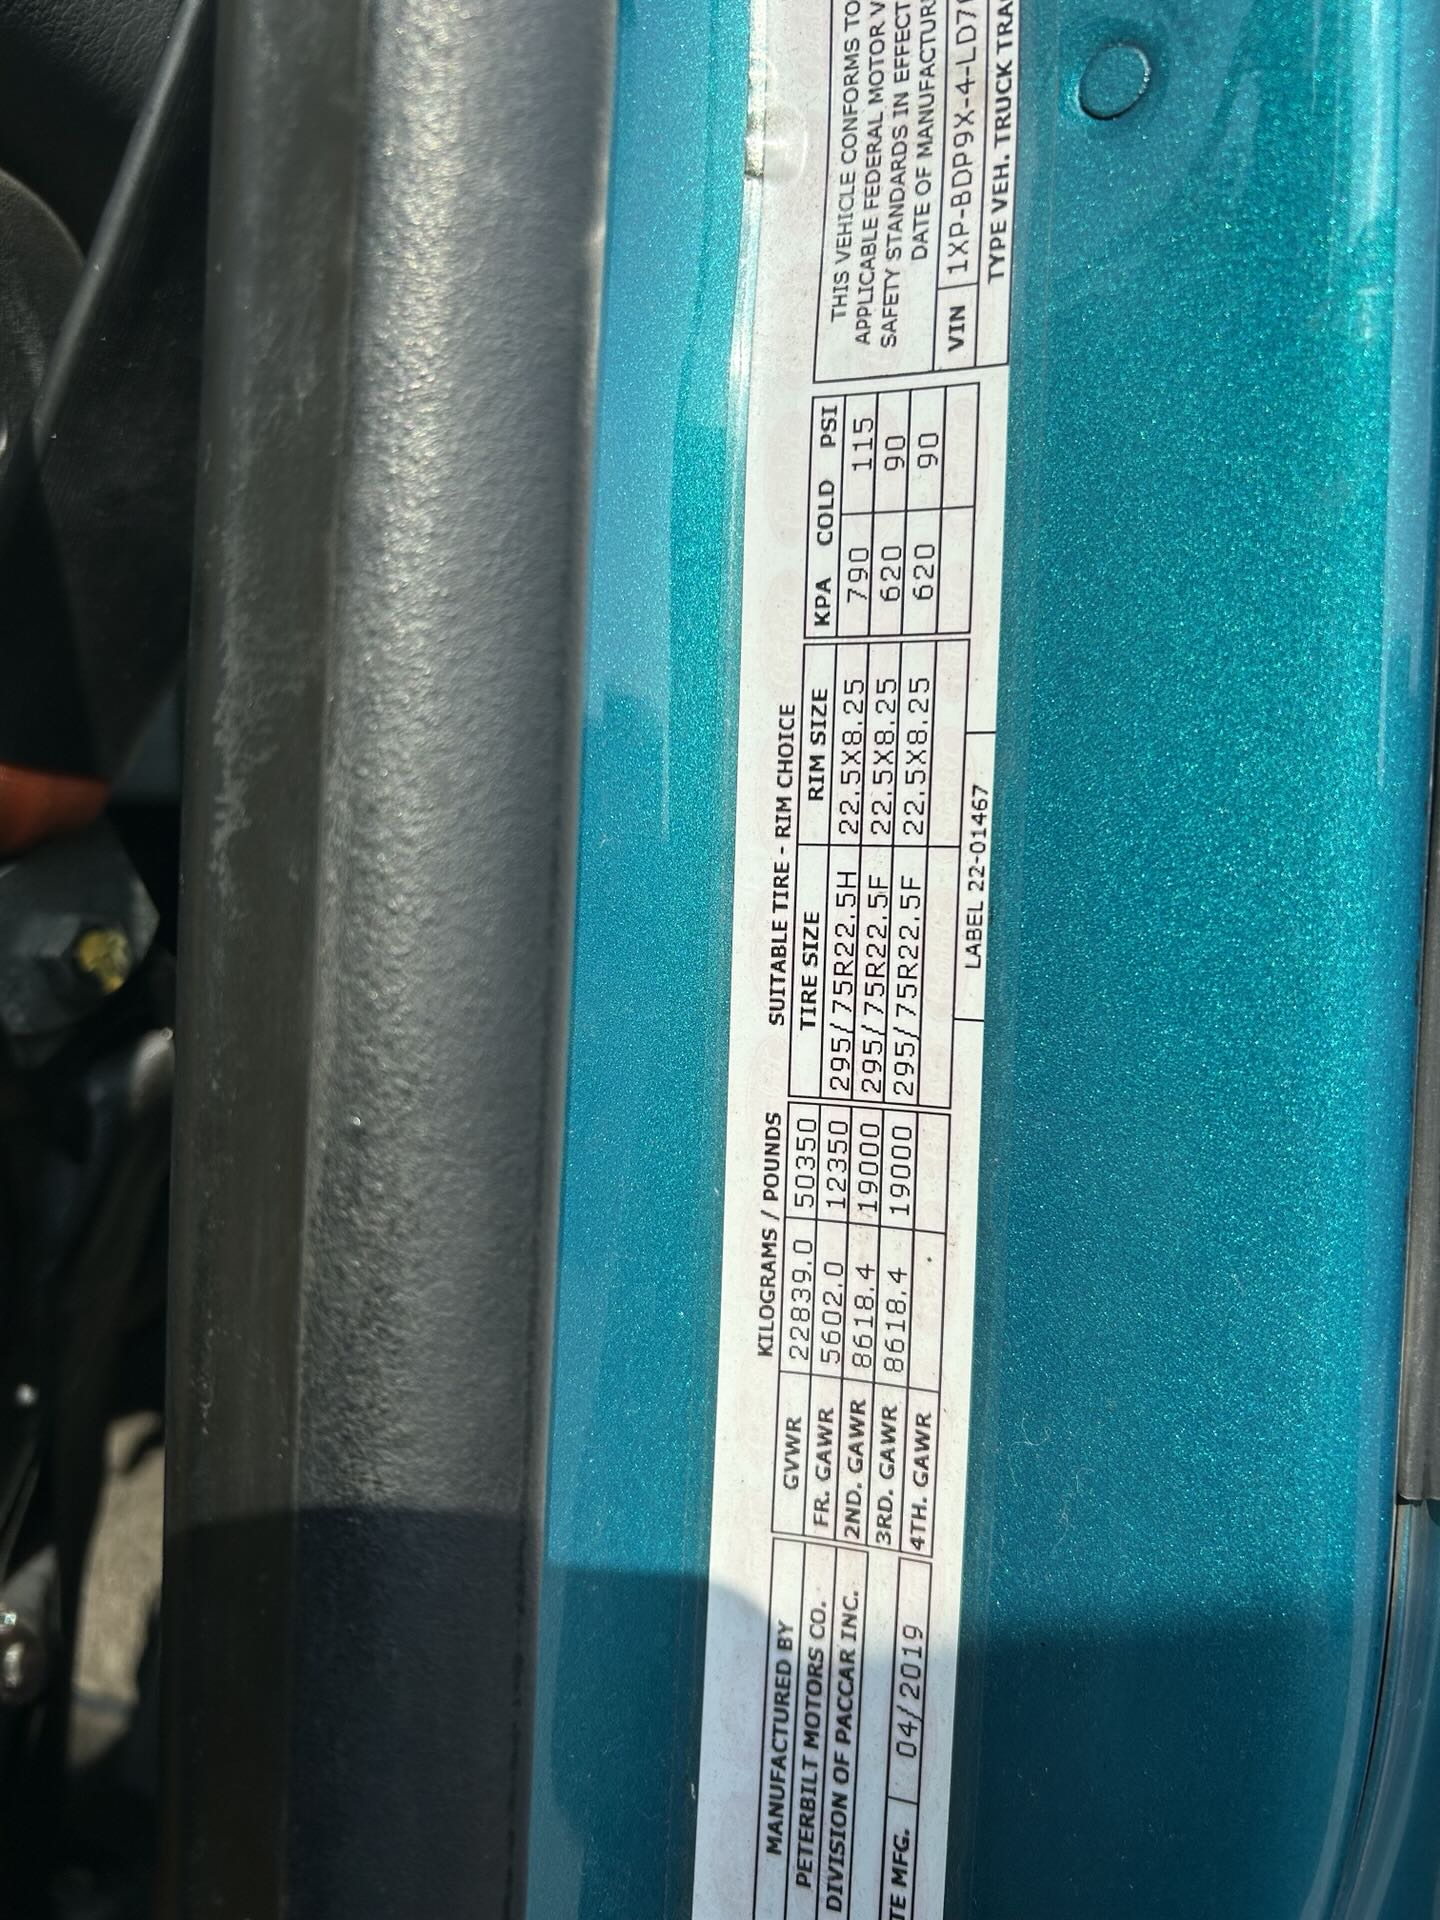 MANUFACTURED BY
PETERBILT MOTORS CO.
DIVISION OF PACCAR INC.
TE MFG. 04/2019
KILOGRAMS / POUNDS
GVWR 22839.0 50350
FR. GAWR 5602.0 12350
2ND. GAWR 8618.4 19000
3RD. GAWR 8618.4 19000
4TH. GAWR
SUITABLE TIRE - RIM CHOICE
TIRE SIZE RIM SIZE KPA COLD PSI
295/75R22.5H 22.5X8.25 790 115
295/75R22.5F 22.5X8.25 620 90
295/75R22.5F 22.5X8.25 620 90
LABEL 22-01467
THIS VEHICLE CONFORMS TO
APPLICABLE FEDERAL MOTOR V
SAFETY STANDARDS IN EFFECT
DATE OF MANUFACTUR
VIN 1XP-BDP9X-4-LD7
TYPE VEH. TRUCK TRA